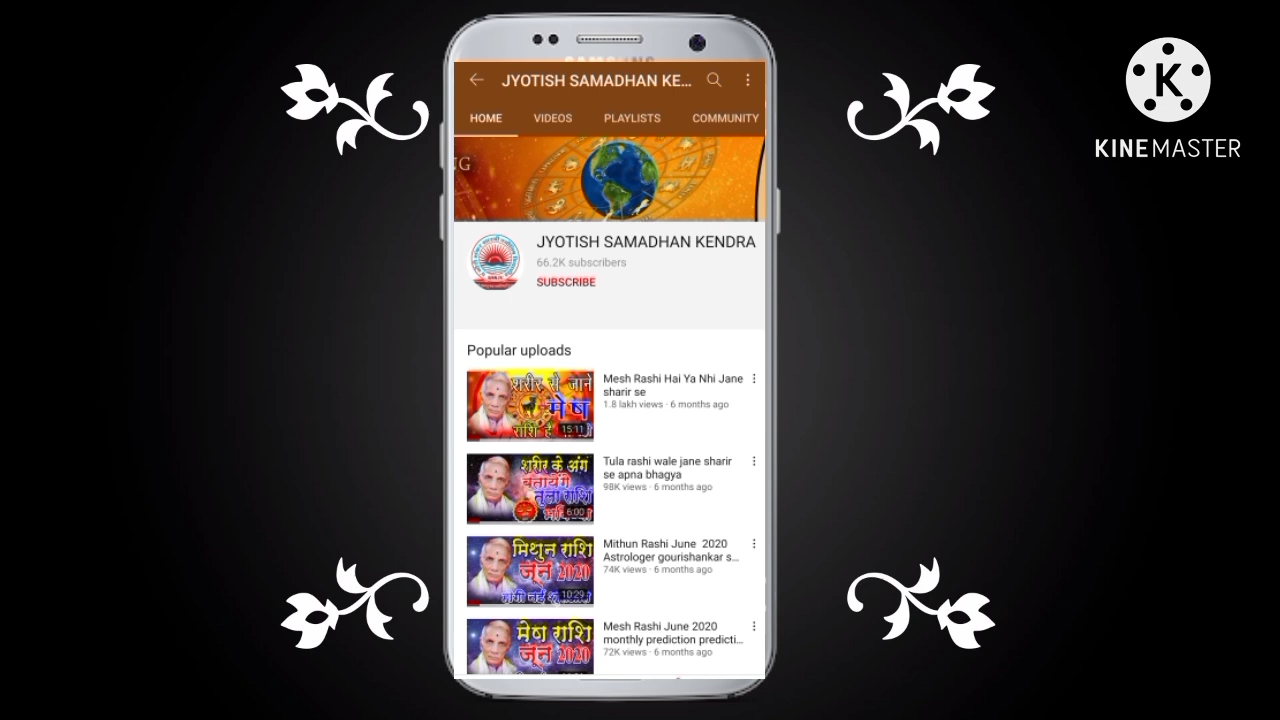 KINEMASTER
JYOTISH SAMADHAN KE...
HOME VIDEOS PLAYLISTS COMMUNITY
NG
JYOTISH SAMADHAN KENDRA
66.2K subscribers
SUBSCRIBE
Popular uploads
शरीर से जाने
मेष
राशि है
15:11
Mesh Rashi Hai Ya Nhi Jane
sharir se
1.8 lakh views · 6 months ago
शरीर के अंग
बतायेंगे
तुला राशि
6:00
Tula rashi wale jane sharir
se apna bhagya
98K views · 6 months ago
मिथुन राशि
जून 2020
10:29
Mithun Rashi June 2020
Astrologer gourishankar s...
74K views · 6 months ago
मेष राशि
जून 2020
Mesh Rashi June 2020
monthly prediction predicti...
72K views · 6 months ago